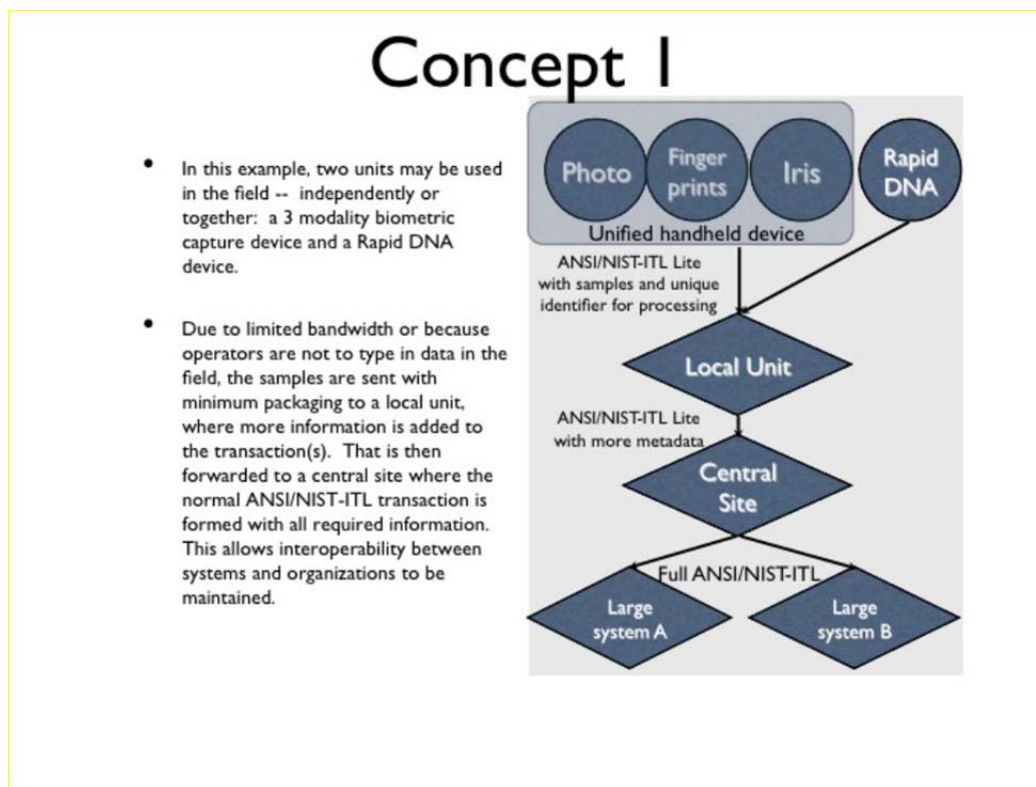 Concept 1
• In this example, two units may be used
in the field -- independently or
together: a 3 modality biometric
capture device and a Rapid DNA
device.
• Due to limited bandwidth or because
operators are not to type in data in the
field, the samples are sent with
minimum packaging to a local unit,
where more information is added to
the transaction(s). That is then
forwarded to a central site where the
normal ANSI/NIST-ITL transaction is
formed with all required information.
This allows interoperability between
systems and organizations to be
maintained.
Photo
Finger
prints
Iris
Rapid
DNA
Unified handheld device
ANSI/NIST-ITL Lite
with samples and unique
identifier for processing
Local Unit
ANSI/NIST-ITL Lite
with more metadata
Central
Site
Full ANSI/NIST-ITL
Large
system A
Large
system B